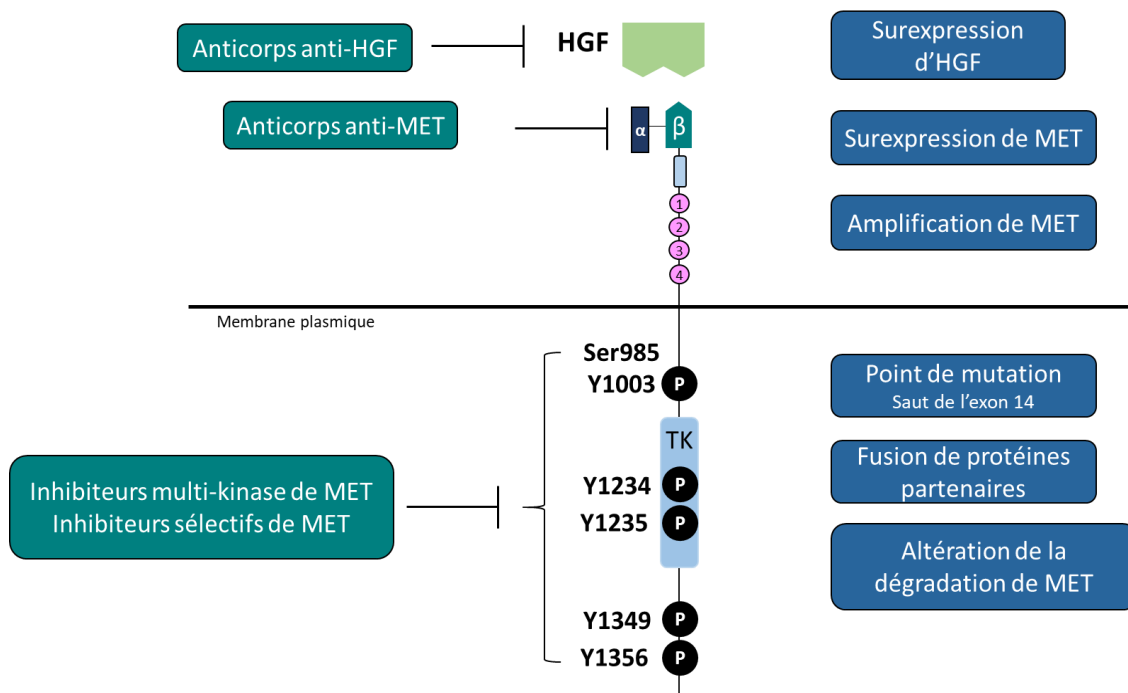 Anticorps anti-HGF
HGF
Surexpression
d’HGF
Anticorps anti-MET
α
β
Surexpression de MET
1
2
3
4
Amplification de MET
Membrane plasmique
Ser985
Y1003
P
Point de mutation
Saut de l’exon 14
TK
Fusion de protéines
partenaires
Inhibiteurs multi-kinase de MET
Inhibiteurs sélectifs de MET
Y1234
P
Y1235
P
Altération de la
dégradation de MET
Y1349
P
Y1356
P